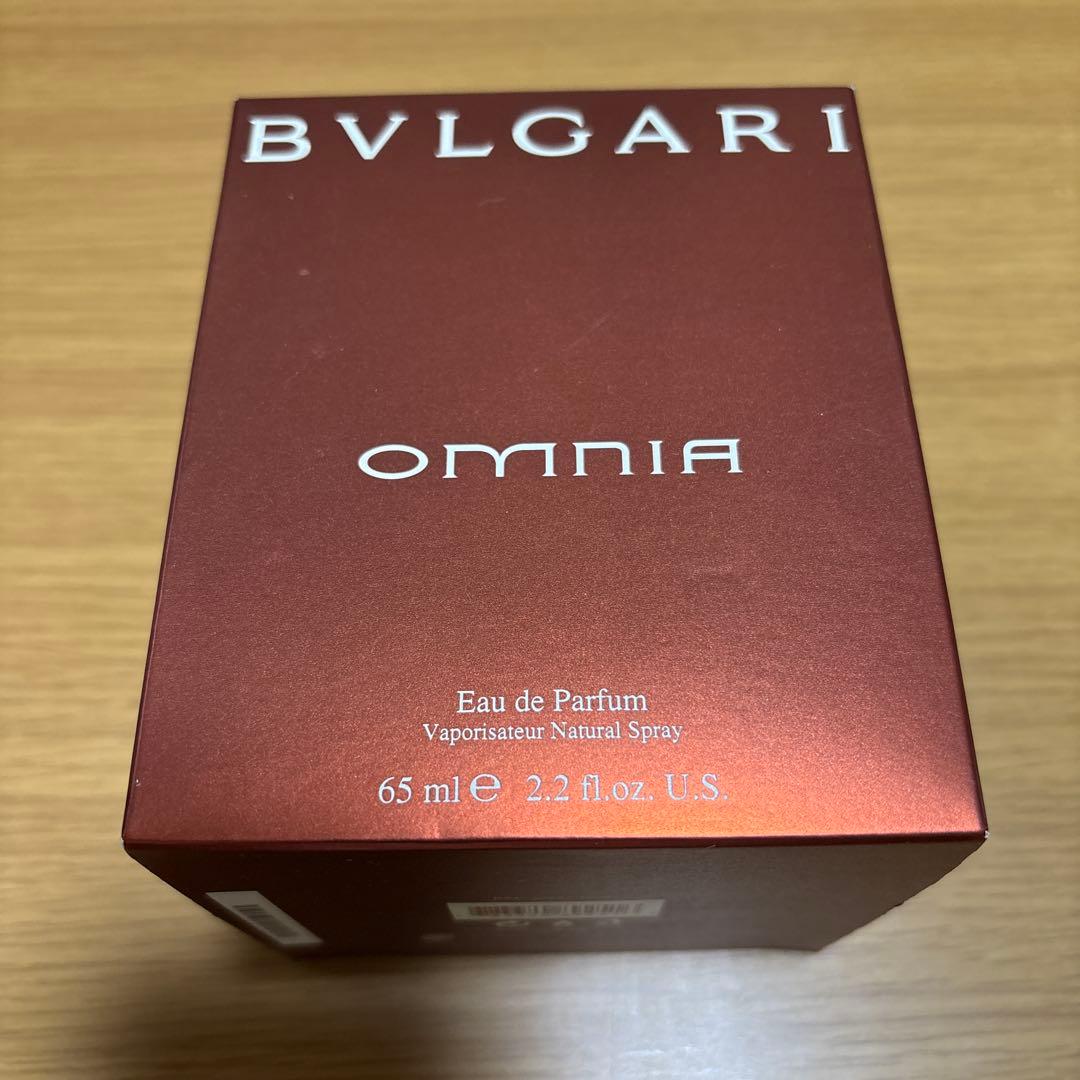 BVLGARI
OMNIA
Eau de Parfum
Vaporisateur Natural Spray
65 ml ℮ 2.2 fl.oz. U.S.